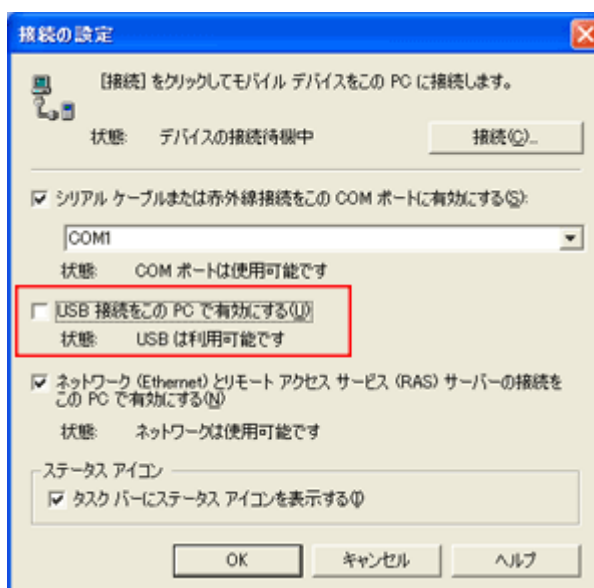 接続の設定
[接続] をクリックしてモバイル デバイスをこの PC に接続します。
状態: デバイスの接続待機中 接続(C)...
シリアル ケーブルまたは赤外線接続をこの COM ポートに有効にする(S):
COM1
状態: COM ポートは使用可能です
USB 接続をこの PC で有効にする(U)
状態: USB は利用可能です
ネットワーク (Ethernet) とリモート アクセス サービス (RAS) サーバーの接続を
この PC で有効にする(N)
状態: ネットワークは使用可能です
ステータス アイコン
タスク バーにステータス アイコンを表示する(I)
OK キャンセル ヘルプ